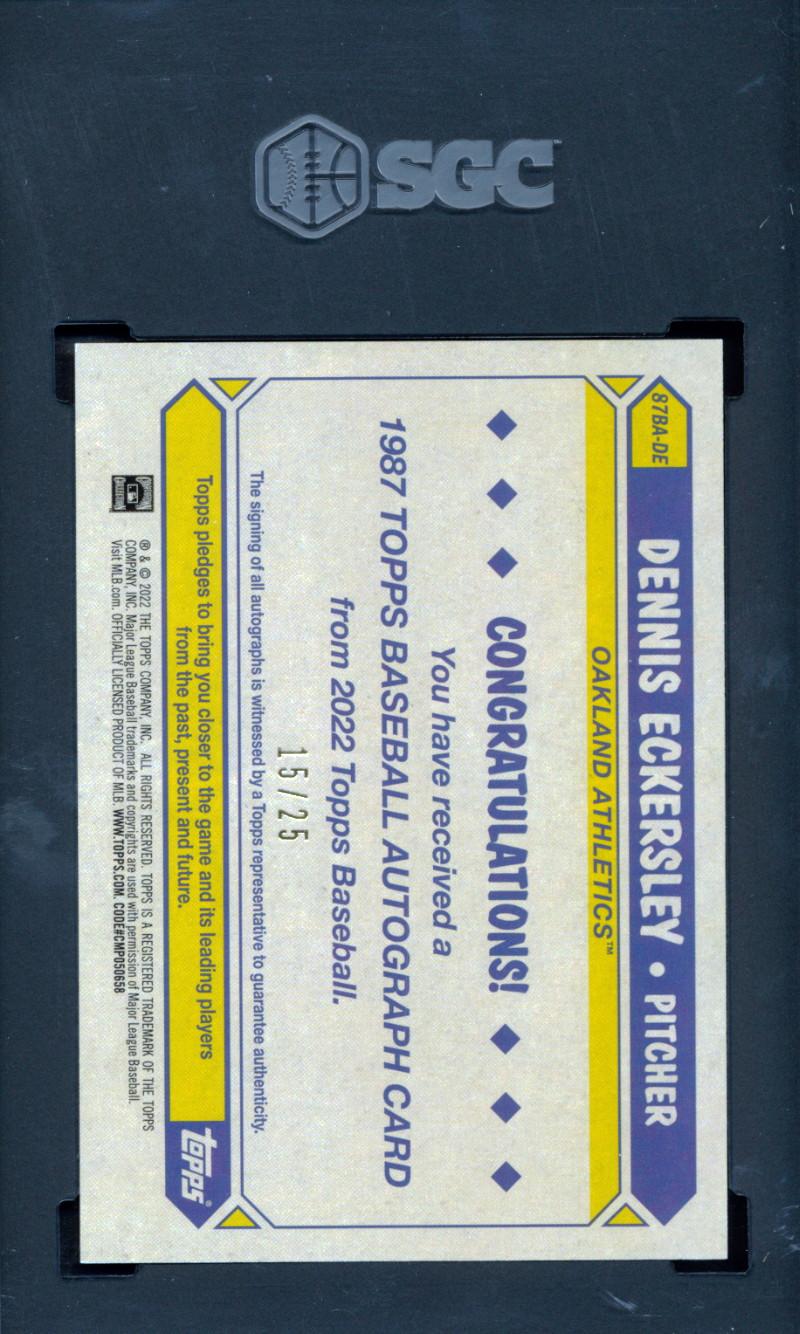 SGC
87BA-DE
DENNIS ECKERSLEY • PITCHER
OAKLAND ATHLETICS™
CONGRATULATIONS!
You have received a
1987 TOPPS BASEBALL AUTOGRAPH CARD
from 2022 Topps Baseball.
15/25
The signing of all autographs is witnessed by a Topps representative to guarantee authenticity.
Topps pledges to bring you closer to the game and its leading players
from the past, present and future.
topps®
® & © 2022 THE TOPPS COMPANY, INC. ALL RIGHTS RESERVED. TOPPS IS A REGISTERED TRADEMARK OF THE TOPPS
COMPANY, INC. Major League Baseball trademarks and copyrights are used with permission of Major League Baseball.
Visit MLB.com. OFFICIALLY LICENSED PRODUCT OF MLB. WWW.TOPPS.COM. CODE#CMP050658